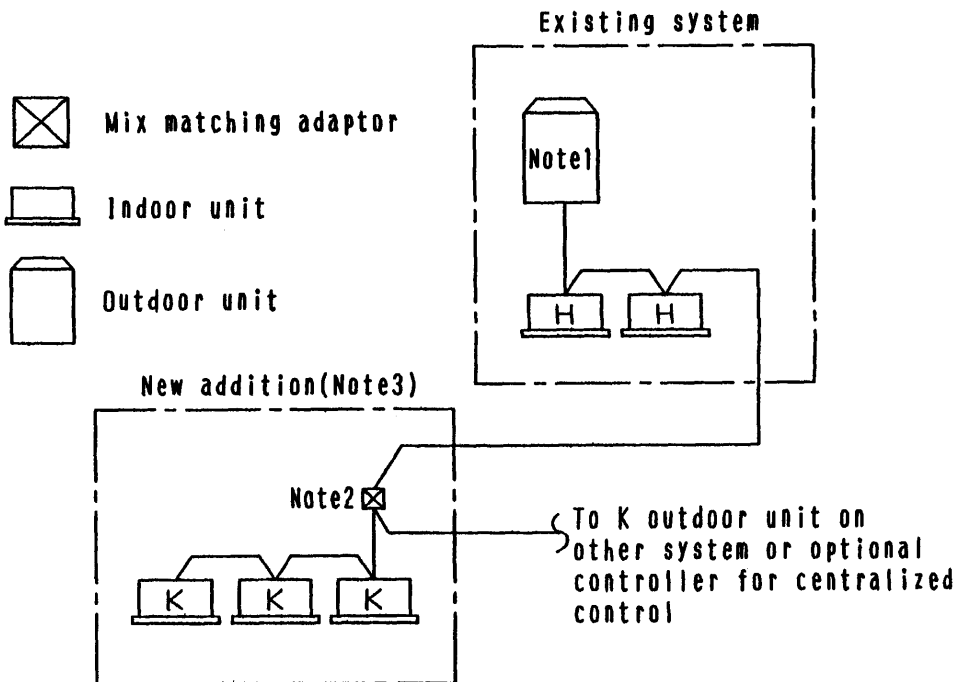 Existing system
Mix matching adaptor
Note1
Indoor unit
Outdoor unit
H H
New addition(Note3)
Note2
To K outdoor unit on
other system or optional
controller for centralized
control
K K K